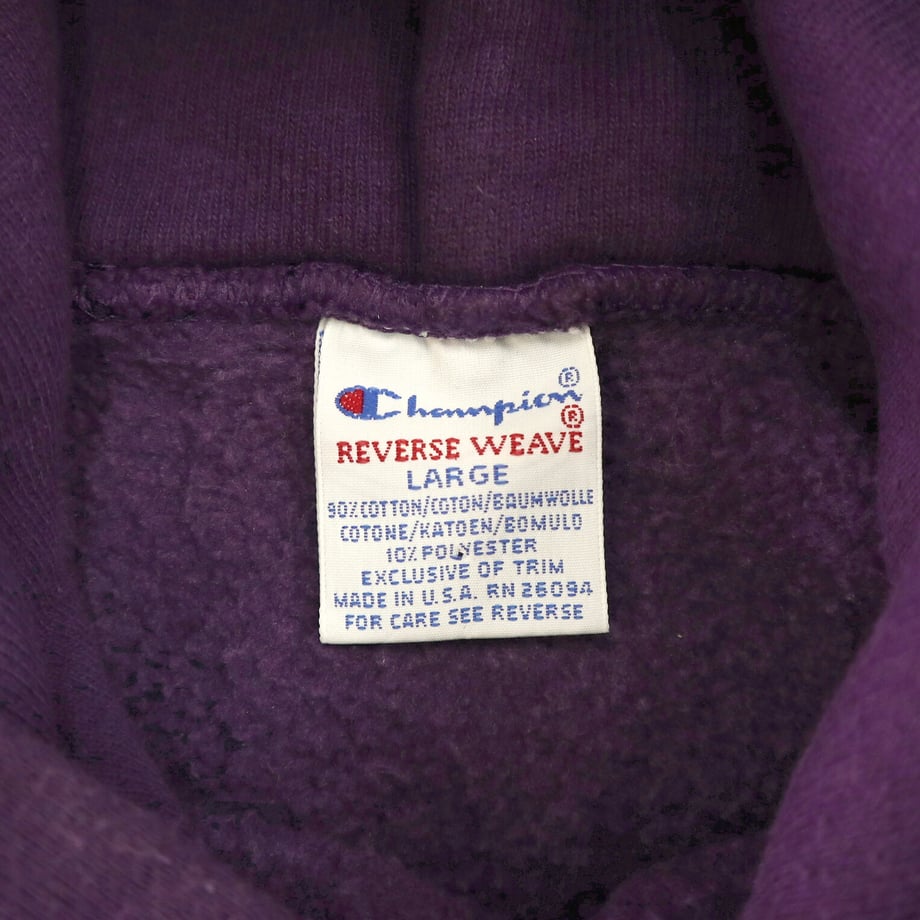 Champion®
REVERSE WEAVE®
LARGE
90%COTTON/COTON/BAUMWOLLE
COTONE/KATOEN/BOMULD
10% POLYESTER
EXCLUSIVE OF TRIM
MADE IN U.S.A. RN 26094
FOR CARE SEE REVERSE